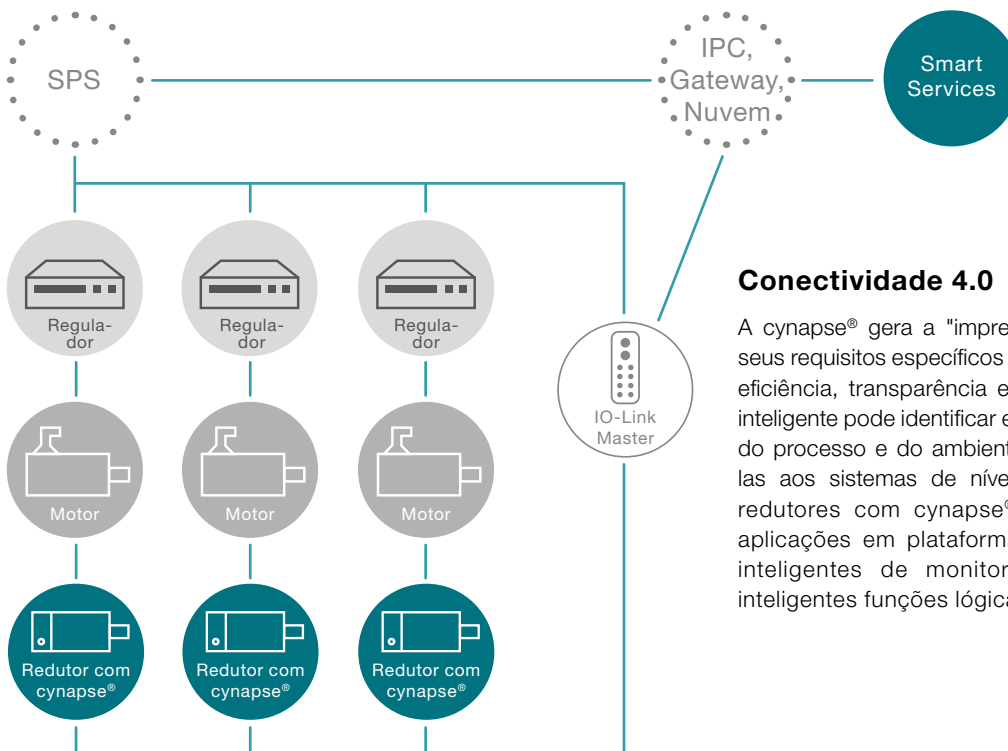 SPS
IPC,
Gateway,
Nuvem
Smart
Services
Regula-
dor
Regula-
dor
Regula-
dor
IO-Link
Master
Motor
Motor
Motor
Redutor com
cynapse®
Redutor com
cynapse®
Redutor com
cynapse®
Conectividade 4.0
A cynapse® gera a "impre
seus requisitos específicos
eficiência, transparência e
inteligente pode identificar e
do processo e do ambient
las aos sistemas de níve
redutores com cynapse®
aplicações em plataform
inteligentes de monitor
inteligentes funções lógica